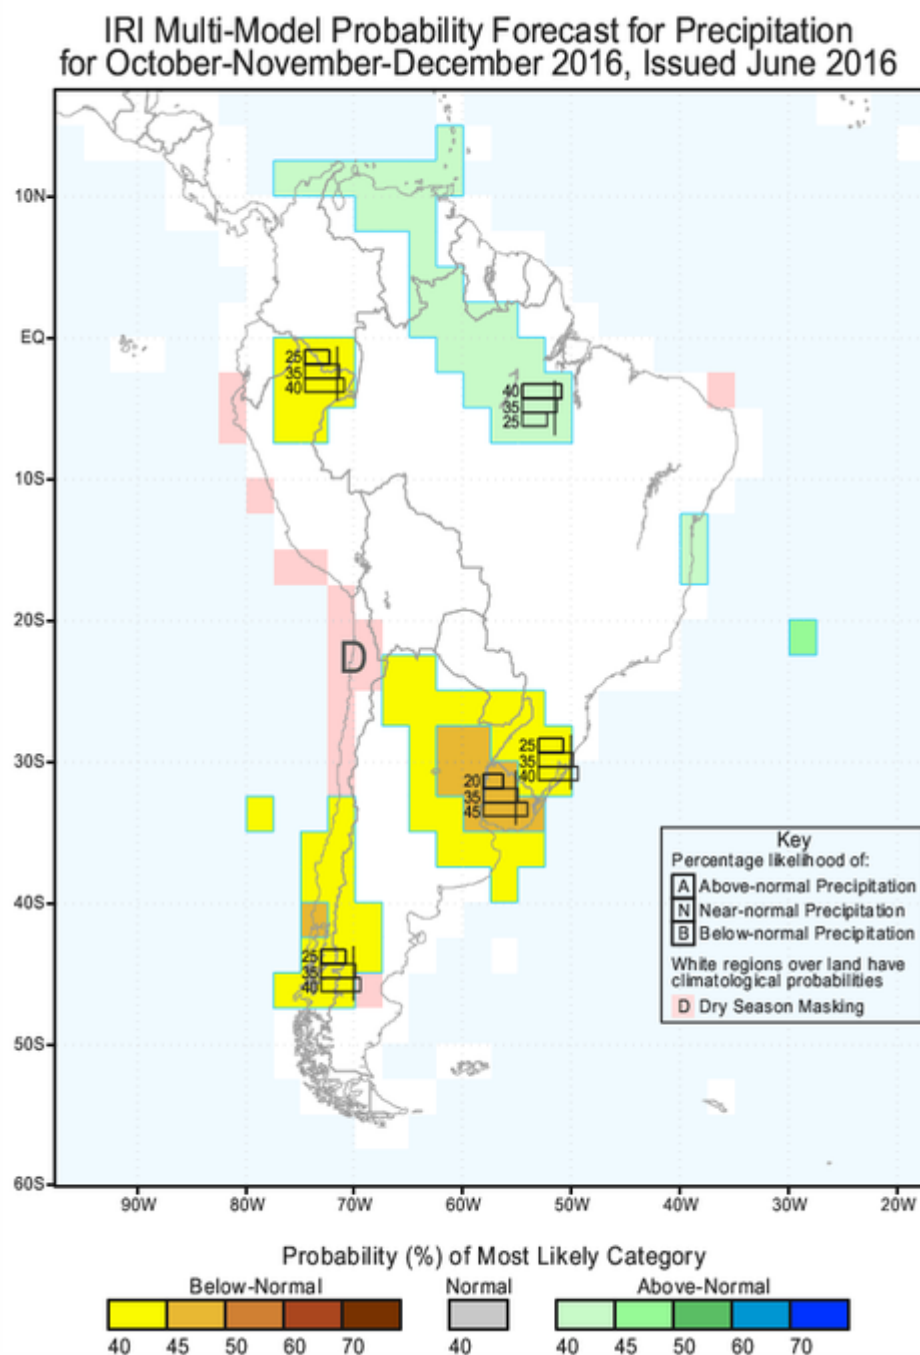 IRI Multi-Model Probability Forecast for Precipitation
for October-November-December 2016, Issued June 2016
10N
EQ
25
35
40
40
35
25
10S
20S
D
30S
25
35
40
20
35
45
Key
Percentage likelihood of:
A Above-normal Precipitation
N Near-normal Precipitation
B Below-normal Precipitation
White regions over land have
climatological probabilities
D Dry Season Masking
40S
25
35
40
50S
60S
90W 80W 70W 60W 50W 40W 30W 20W
Probability (%) of Most Likely Category
Below-Normal Normal Above-Normal
40 45 50 60 70 40 40 45 50 60 70